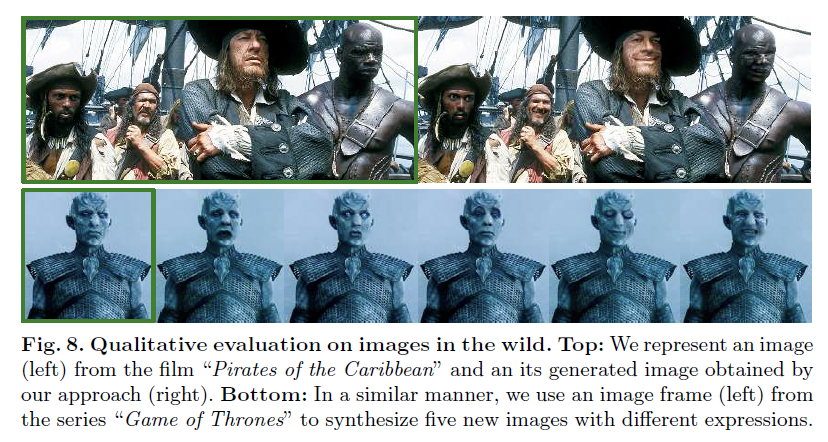 Fig. 8. Qualitative evaluation on images in the wild. Top: We represent an image
(left) from the film “Pirates of the Caribbean” and an its generated image obtained by
our approach (right). Bottom: In a similar manner, we use an image frame (left) from
the series “Game of Thrones” to synthesize five new images with different expressions.